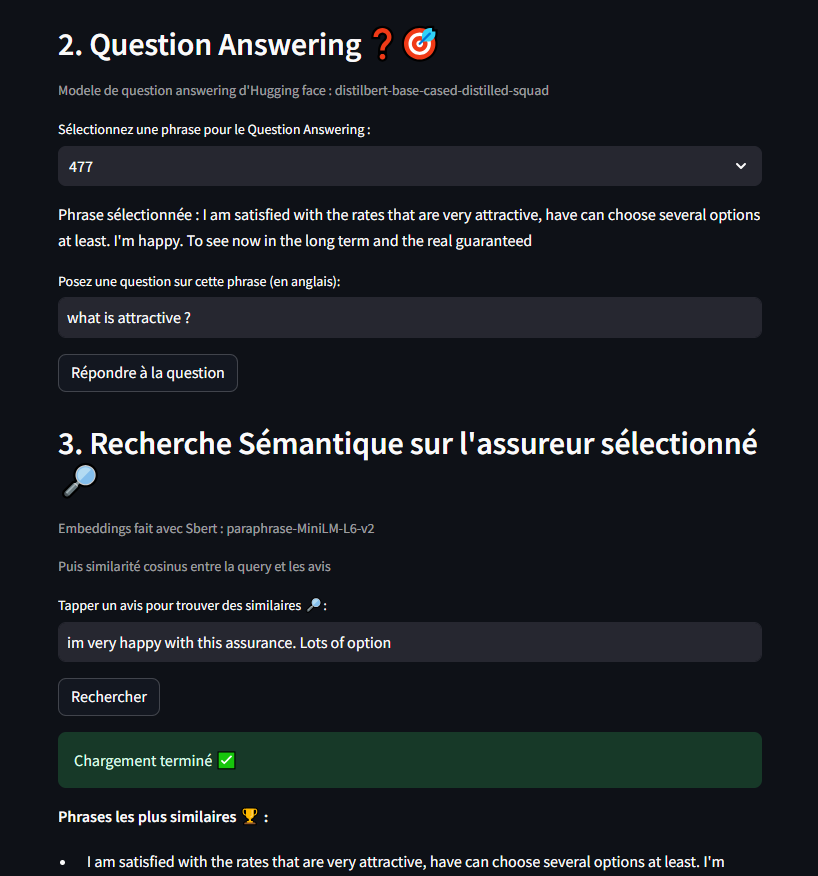 2. Question Answering ❓🎯
Modele de question answering d'Hugging face : distilbert-base-cased-distilled-squad
Sélectionnez une phrase pour le Question Answering :
477
Phrase sélectionnée : I am satisfied with the rates that are very attractive, have can choose several options
at least. I'm happy. To see now in the long term and the real guaranteed
Posez une question sur cette phrase (en anglais):
what is attractive ?
Répondre à la question
3. Recherche Sémantique sur l'assureur sélectionné
🔎
Embeddings fait avec Sbert : paraphrase-MiniLM-L6-v2
Puis similarité cosinus entre la query et les avis
Tapper un avis pour trouver des similaires 🔎 :
im very happy with this assurance. Lots of option
Rechercher
Chargement terminé ✅
Phrases les plus similaires 🏆 :
• I am satisfied with the rates that are very attractive, have can choose several options at least. I'm